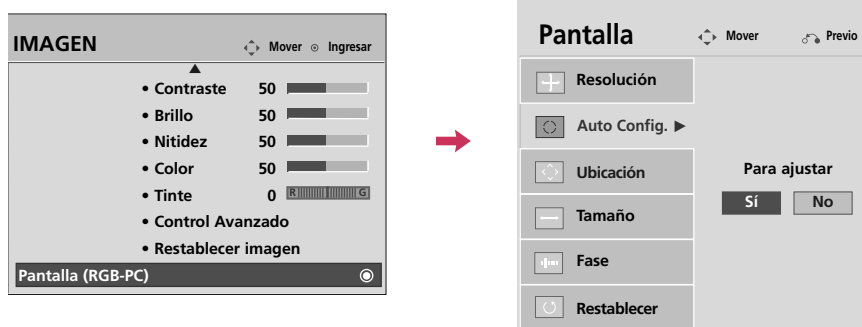 IMAGEN Mover Ingresar
• Contraste 50
• Brillo 50
• Nitidez 50
• Color 50
• Tinte 0 R G
• Control Avanzado
• Restablecer imagen
Pantalla (RGB-PC)
Pantalla Mover Previo
Resolución
Auto Config. ►
Ubicación
Tamaño
Fase
Restablecer
Para ajustar
Sí No